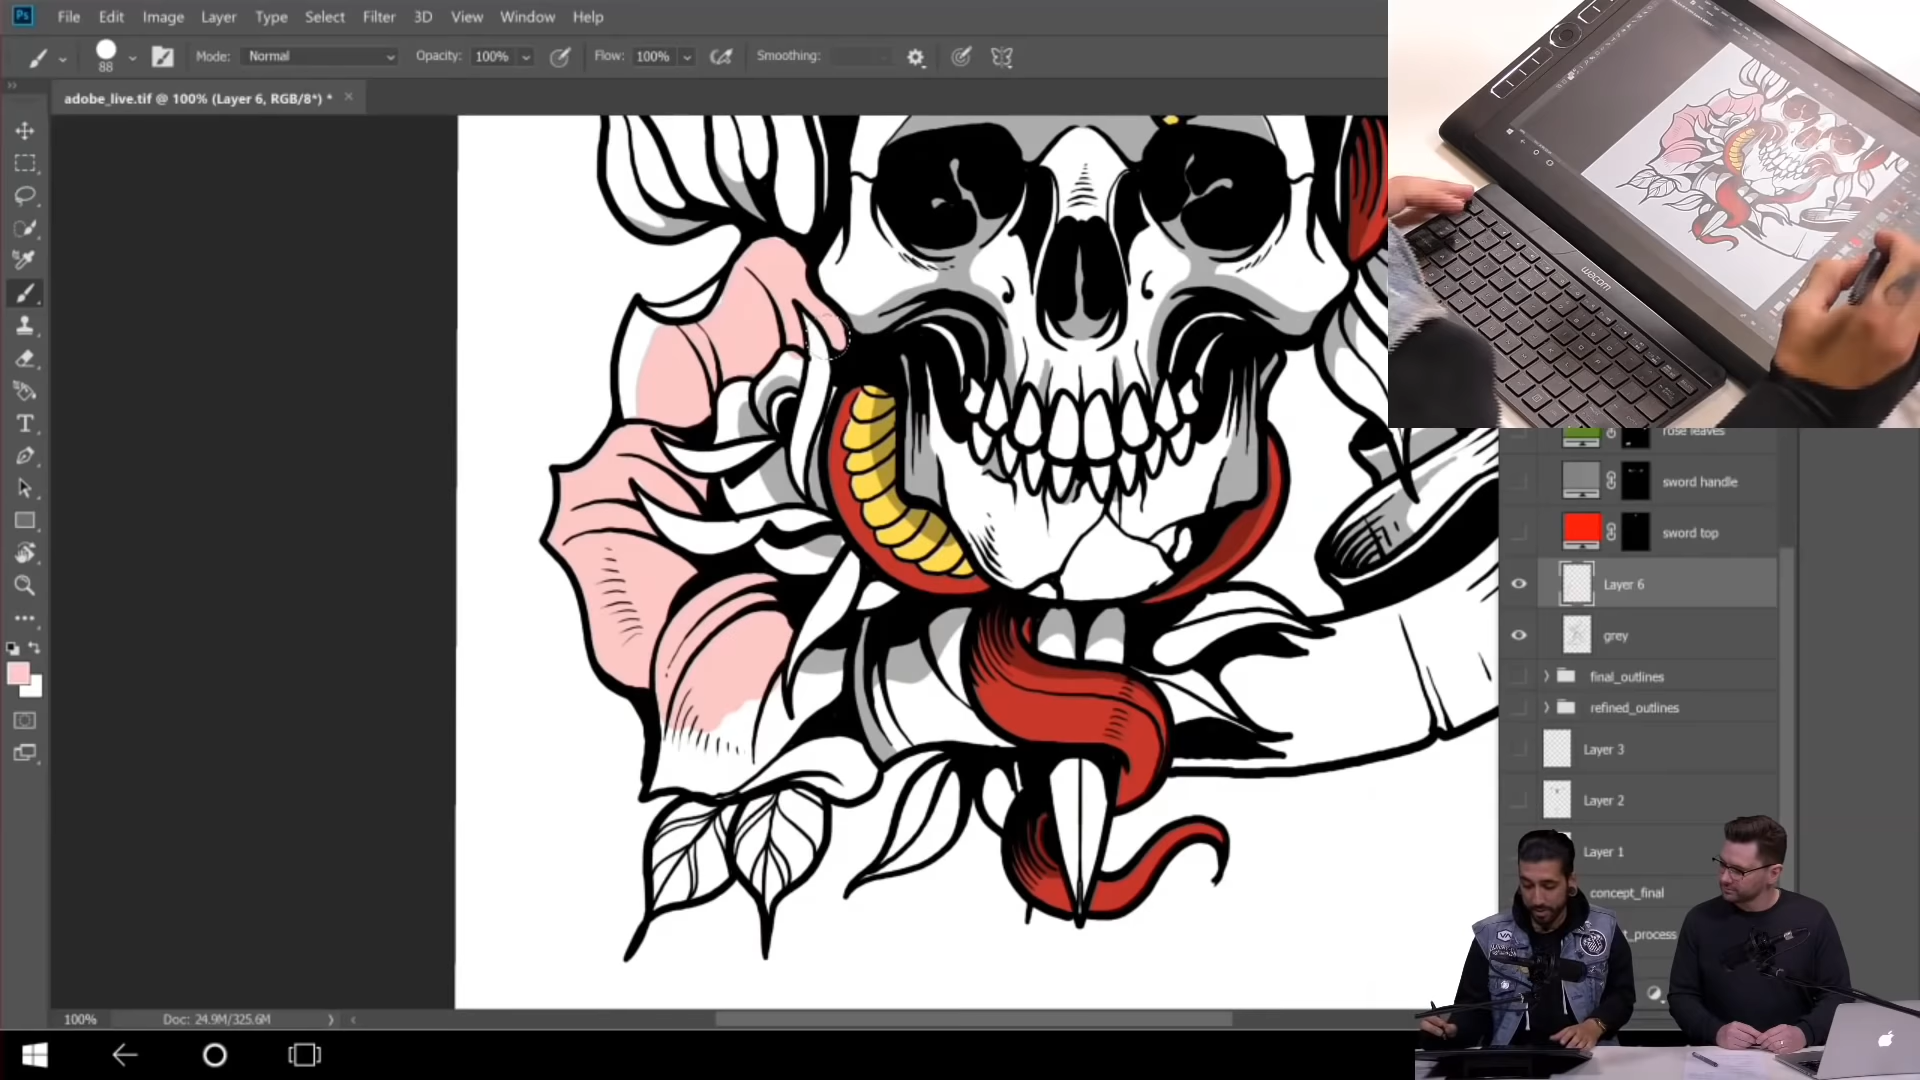 Ps File Edit Image Layer Type Select Filter 3D View Window Help
88 Mode: Normal Opacity: 100% Flow: 100% Smoothing:
adobe_live.tif @ 100% (Layer 6, RGB/8*) *
wacom
rose leaves
sword handle
sword top
Layer 6
grey
final_outlines
refined_outlines
Layer 3
Layer 2
Layer 1
concept_final
t_process
100% Doc: 24.9M/325.6M